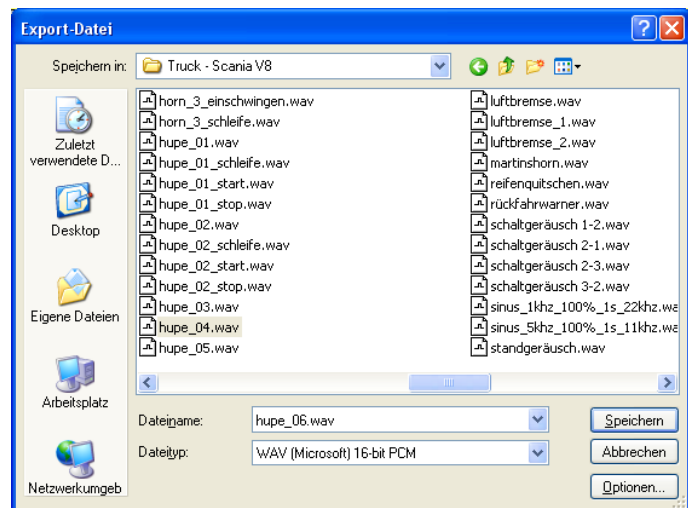 Export-Datei
Speichern in:
Truck - Scania V8
Zuletzt
verwendete D...
Desktop
Eigene Dateien
Arbeitsplatz
Netzwerkumgeb
horn_3_einschwingen.wav
horn_3_schleife.wav
hupe_01.wav
hupe_01_schleife.wav
hupe_01_start.wav
hupe_01_stop.wav
hupe_02.wav
hupe_02_schleife.wav
hupe_02_start.wav
hupe_02_stop.wav
hupe_03.wav
hupe_04.wav
hupe_05.wav
luftbremse.wav
luftbremse_1.wav
luftbremse_2.wav
martinshorn.wav
reifenquitschen.wav
rückfahrwarner.wav
schaltgeräusch 1-2.wav
schaltgeräusch 2-1.wav
schaltgeräusch 2-3.wav
schaltgeräusch 3-2.wav
sinus_1khz_100%_1s_22khz.wa
sinus_5khz_100%_1s_11khz.wa
standgeräusch.wav
Dateiname:
hupe_06.wav
Speichern
Dateityp:
WAV (Microsoft) 16-bit PCM
Abbrechen
Optionen...